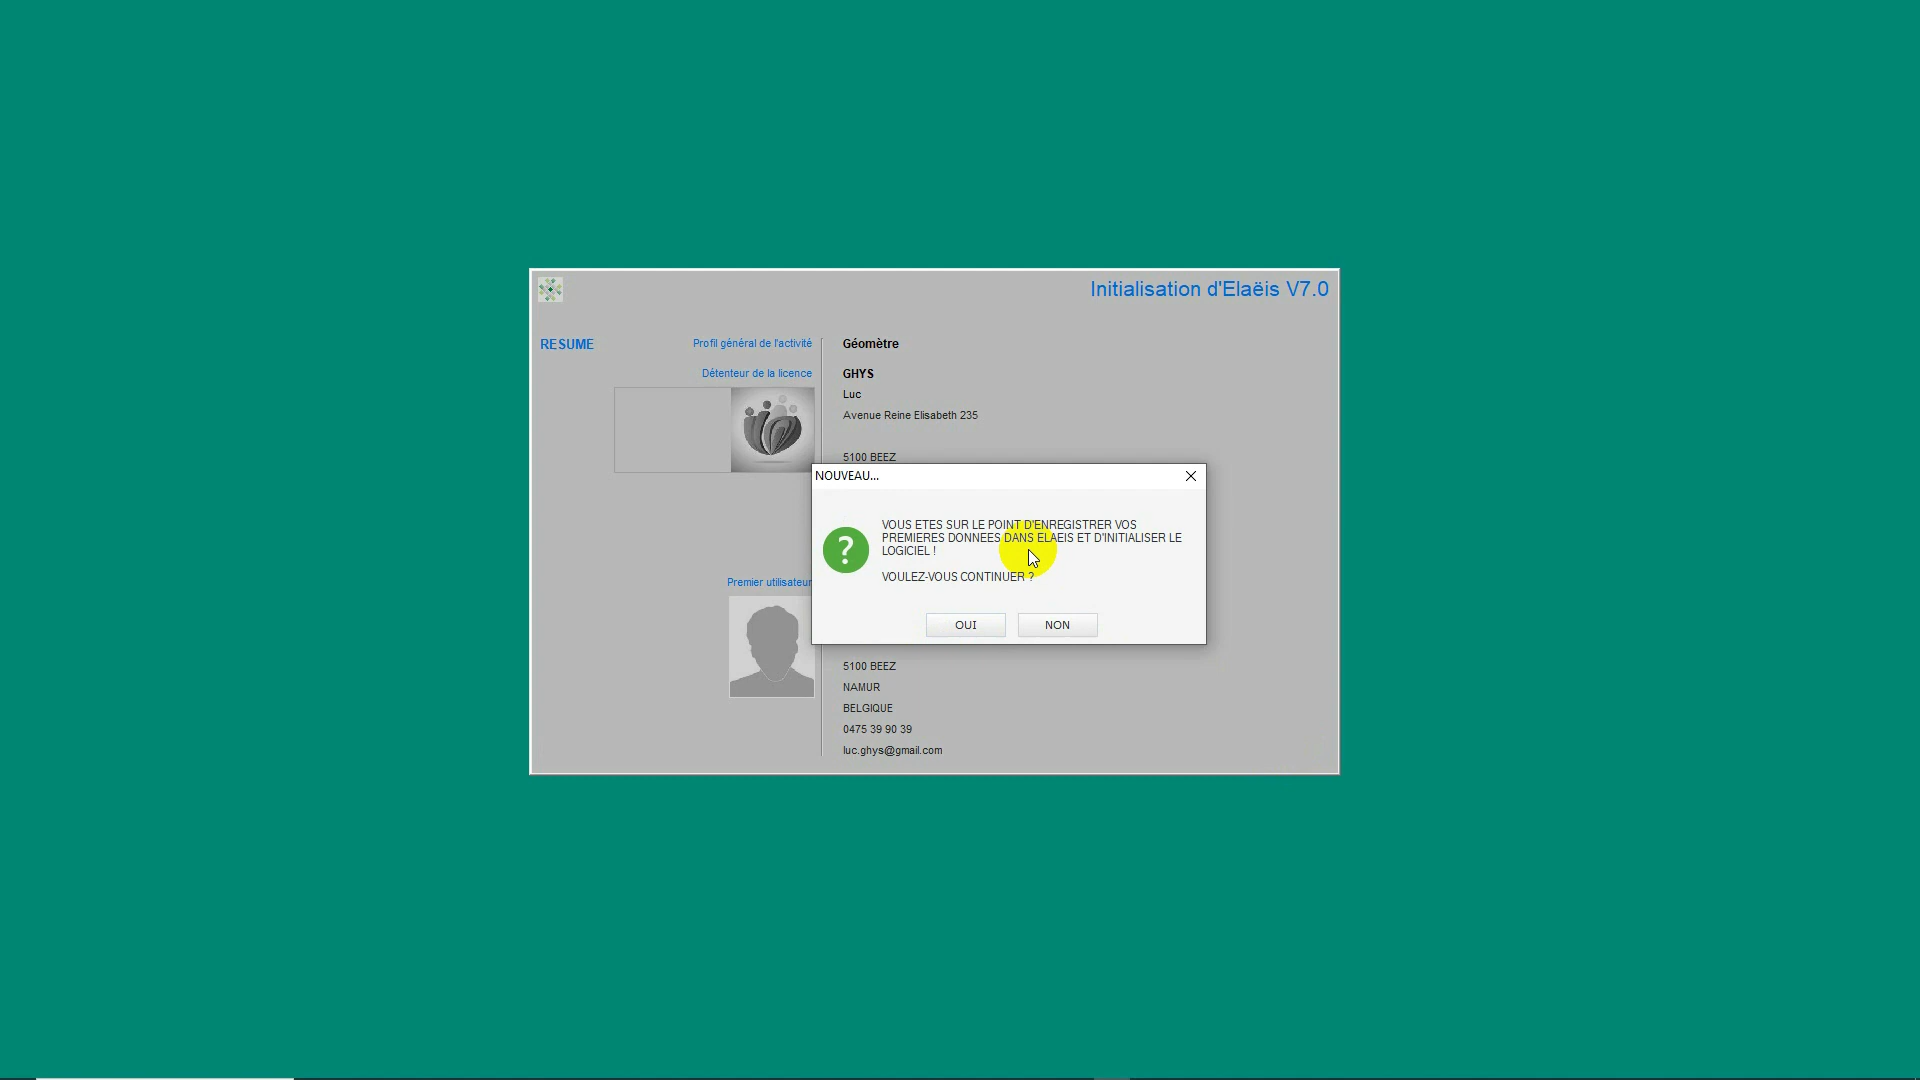 Initialisation d'Elaëis V7.0
RESUME
Profil général de l'activité
Géomètre
Détenteur de la licence
GHYS
Luc
Avenue Reine Elisabeth 235
5100 BEEZ
NOUVEAU...
VOUS ETES SUR LE POINT D'ENREGISTRER VOS
PREMIERES DONNEES DANS ELAEIS ET D'INITIALISER LE
LOGICIEL !
VOULEZ-VOUS CONTINUER ?
OUI
NON
Premier utilisateur
5100 BEEZ
NAMUR
BELGIQUE
0475 39 90 39
luc.ghys@gmail.com